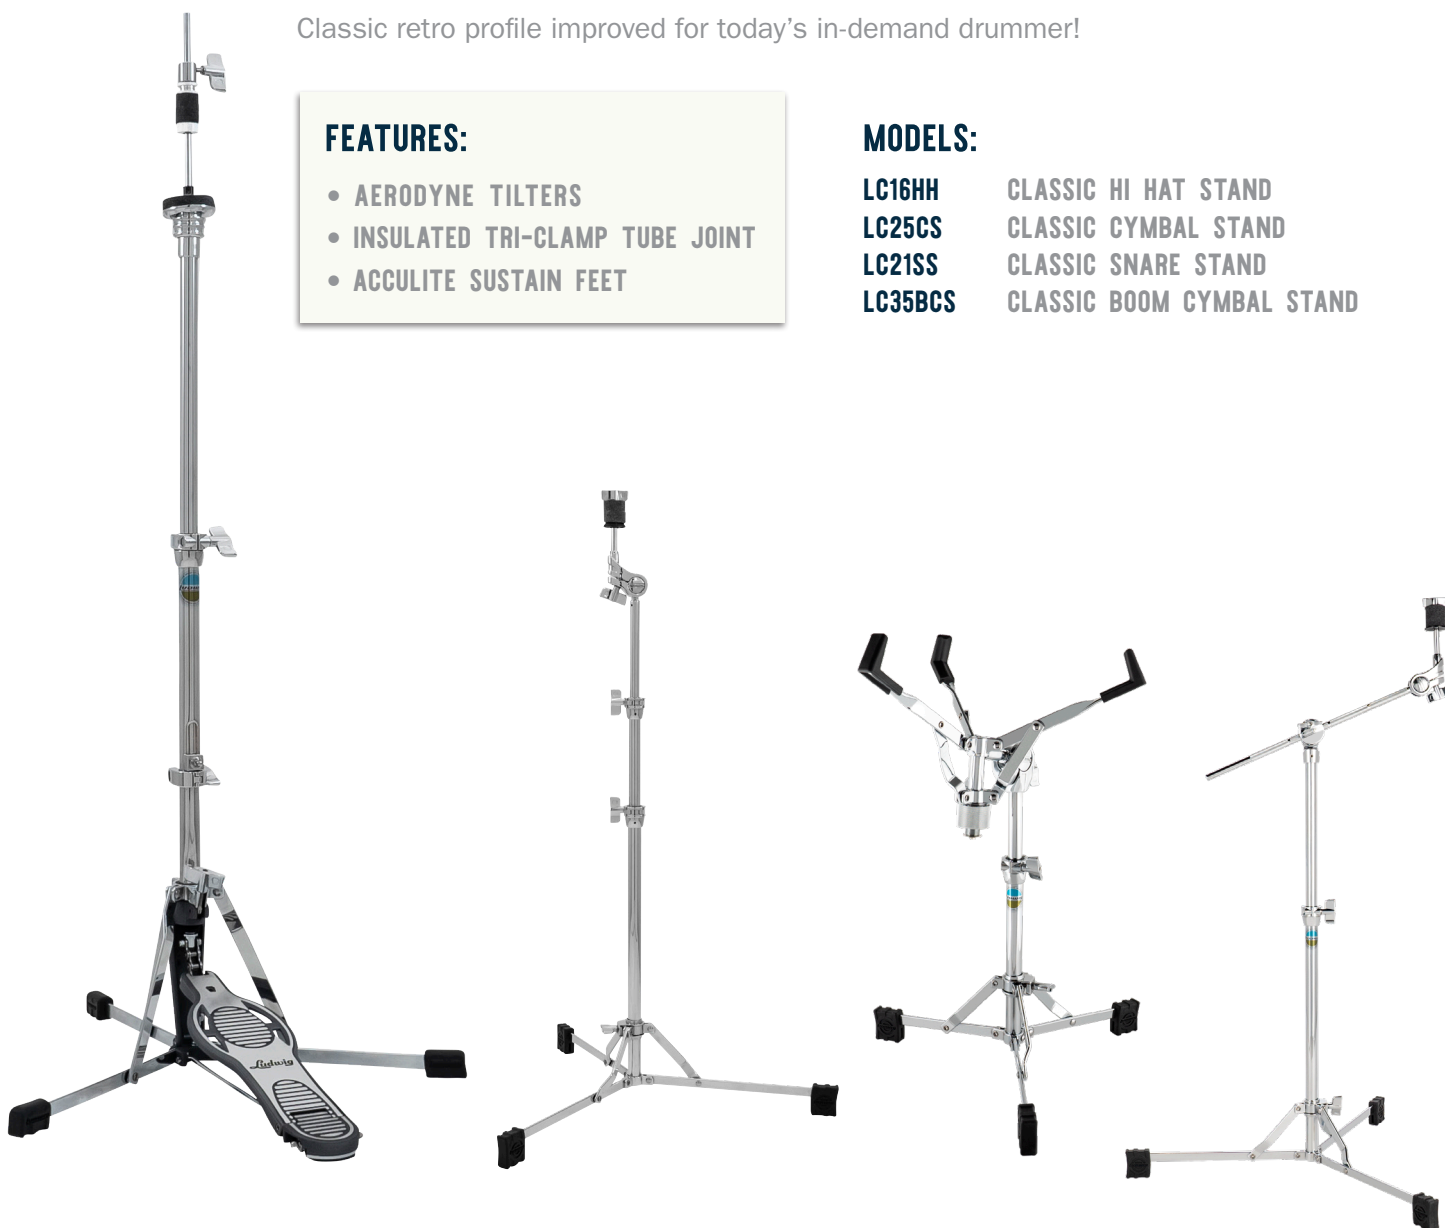 Classic retro profile improved for today's in-demand drummer!
FEATURES:
• AERODYNE TILTERS
• INSULATED TRI-CLAMP TUBE JOINT
• ACCULITE SUSTAIN FEET
MODELS:
LC16HH CLASSIC HI HAT STAND
LC25CS CLASSIC CYMBAL STAND
LC21SS CLASSIC SNARE STAND
LC35BCS CLASSIC BOOM CYMBAL STAND
Ludwig